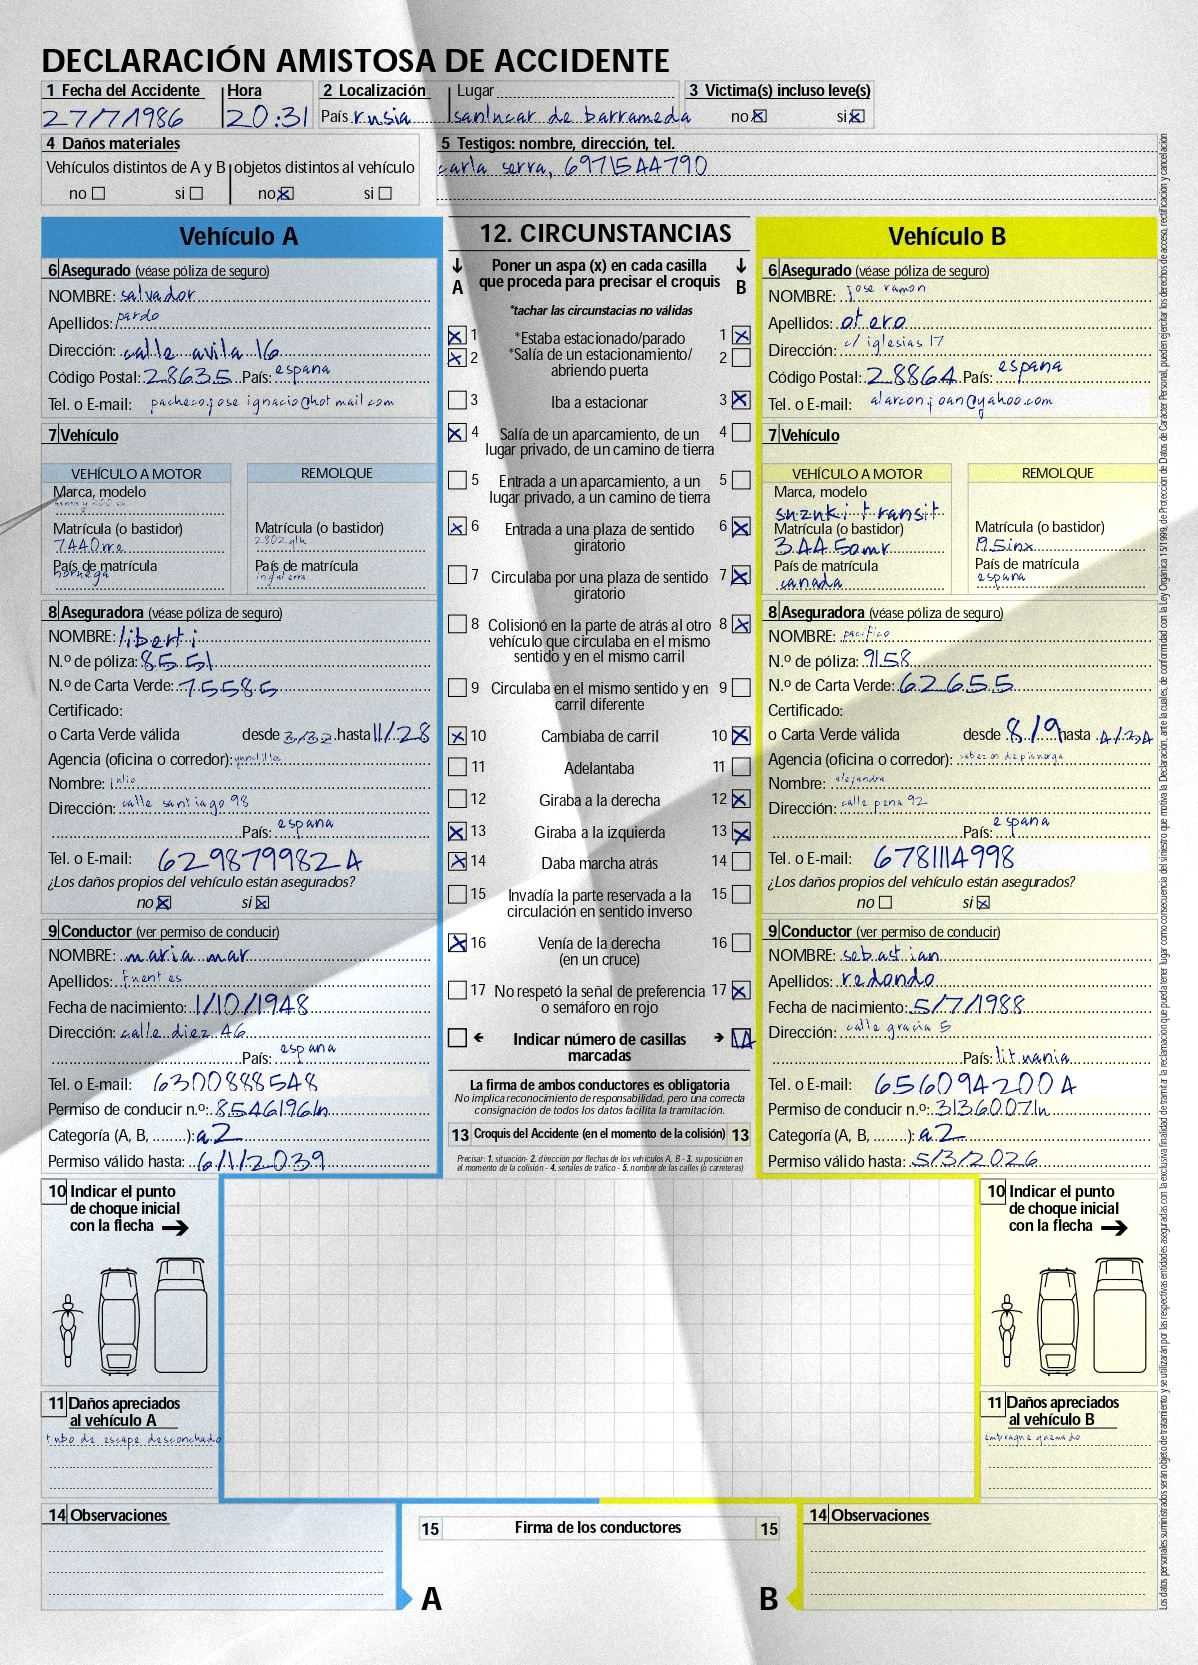 DECLARACIÓN AMISTOSA DE ACCIDENTE
1 Fecha del Accidente Hora 2 Localización Lugar 3 Victima(s) incluso leve(s)
27/7/1986 20:31 País rusia sanlucar de barrameda no si
4 Daños materiales 5 Testigos: nombre, dirección, tel.
Vehículos distintos de A y B objetos distintos al vehículo carla serra, 6971544790
no si no si
Vehículo A
6 Asegurado (véase póliza de seguro)
NOMBRE: salvador
Apellidos: pardo
Dirección: calle avila 16
Código Postal: 28635 País: espana
Tel. o E-mail: pacheco.jose ignacio@hotmail.com
7 Vehículo
VEHÍCULO A MOTOR REMOLQUE
Marca, modelo
Matrícula (o bastidor) Matrícula (o bastidor)
7440mre 2802glh
País de matrícula País de matrícula
noruega inglaterra
8 Aseguradora (véase póliza de seguro)
NOMBRE: liberti
N.º de póliza: 8551
N.º de Carta Verde: 75585
Certificado:
o Carta Verde válida desde 3/32 hasta 11/28
Agencia (oficina o corredor):
Nombre: julio
Dirección: calle santiago 98
País: espana
Tel. o E-mail: 6298799824
¿Los daños propios del vehículo están asegurados?
no si
9 Conductor (ver permiso de conducir)
NOMBRE: maria mar
Apellidos: fuentes
Fecha de nacimiento: 1/10/1948
Dirección: calle diez 46
País: espana
Tel. o E-mail: 6300888548
Permiso de conducir n.º: 8546196ln
Categoría (A, B, ........): a2
Permiso válido hasta: 6/1/2039
12. CIRCUNSTANCIAS
A Poner un aspa (x) en cada casilla que proceda para precisar el croquis B
*tachar las circunstacias no válidas
1 *Estaba estacionado/parado 1
2 *Salía de un estacionamiento/ 2
abriendo puerta
3 Iba a estacionar 3
4 Salía de un aparcamiento, de un 4
lugar privado, de un camino de tierra
5 Entrada a un aparcamiento, a un 5
lugar privado, a un camino de tierra
6 Entrada a una plaza de sentido 6
giratorio
7 Circulaba por una plaza de sentido 7
giratorio
8 Colisionó en la parte de atrás al otro 8
vehículo que circulaba en el mismo
sentido y en el mismo carril
9 Circulaba en el mismo sentido y en 9
carril diferente
10 Cambiaba de carril 10
11 Adelantaba 11
12 Giraba a la derecha 12
13 Giraba a la izquierda 13
14 Daba marcha atrás 14
15 Invadía la parte reservada a la 15
circulación en sentido inverso
16 Venía de la derecha 16
(en un cruce)
17 No respetó la señal de preferencia 17
o semáforo en rojo
Indicar número de casillas 14
marcadas
La firma de ambos conductores es obligatoria
No implica reconocimiento de responsabilidad, pero una correcta
consignación de todos los datos facilita la tramitación.
13 Croquis del Accidente (en el momento de la colisión) 13
Precisar: 1. situación- 2. dirección por flechas de los vehículos A, B - 3. su posición en
el momento de la colisión - 4. señales de tráfico - 5. nombre de las calles (o carreteras)
Vehículo B
6 Asegurado (véase póliza de seguro)
NOMBRE: jose ramon
Apellidos: otero
Dirección: c/ iglesias 17
Código Postal: 28864 País: espana
Tel. o E-mail: alarconjoan@yahoo.com
7 Vehículo
VEHÍCULO A MOTOR REMOLQUE
Marca, modelo
suzuki transit
Matrícula (o bastidor) Matrícula (o bastidor)
3445omr 195inx
País de matrícula País de matrícula
canada espana
8 Aseguradora (véase póliza de seguro)
NOMBRE: pacifico
N.º de póliza: 9158
N.º de Carta Verde: 62655
Certificado:
o Carta Verde válida desde 8/9 hasta 4/34
Agencia (oficina o corredor): cabezon de pisuerga
Nombre: alejandra
Dirección: calle pena 92
País: espana
Tel. o E-mail: 6781114998
¿Los daños propios del vehículo están asegurados?
no si
9 Conductor (ver permiso de conducir)
NOMBRE: sebastian
Apellidos: redondo
Fecha de nacimiento: 5/7/1988
Dirección: calle gracia 5
País: lituania
Tel. o E-mail: 6560942004
Permiso de conducir n.º: 3136007ln
Categoría (A, B, ........): a2
Permiso válido hasta: 5/3/2026
10 Indicar el punto
de choque inicial
con la flecha
11 Daños apreciados
al vehículo A
tubo de escape desconchado
10 Indicar el punto
de choque inicial
con la flecha
11 Daños apreciados
al vehículo B
embrague quemado
14 Observaciones
15 Firma de los conductores 15
A B
14 Observaciones
Los datos personales suministrados serán objeto de tratamiento y se utilizarán por las respectivas entidades aseguradas con la exclusiva finalidad de tramitar la reclamación que pueda tener lugar como consecuencia del siniestro que motiva la Declaración, ante la cuales, de conformidad con la Ley Orgánica 15/1999, de Protección de Datos de Carácter Personal, pueden ejercitar los derechos de acceso, rectificación y cancelación